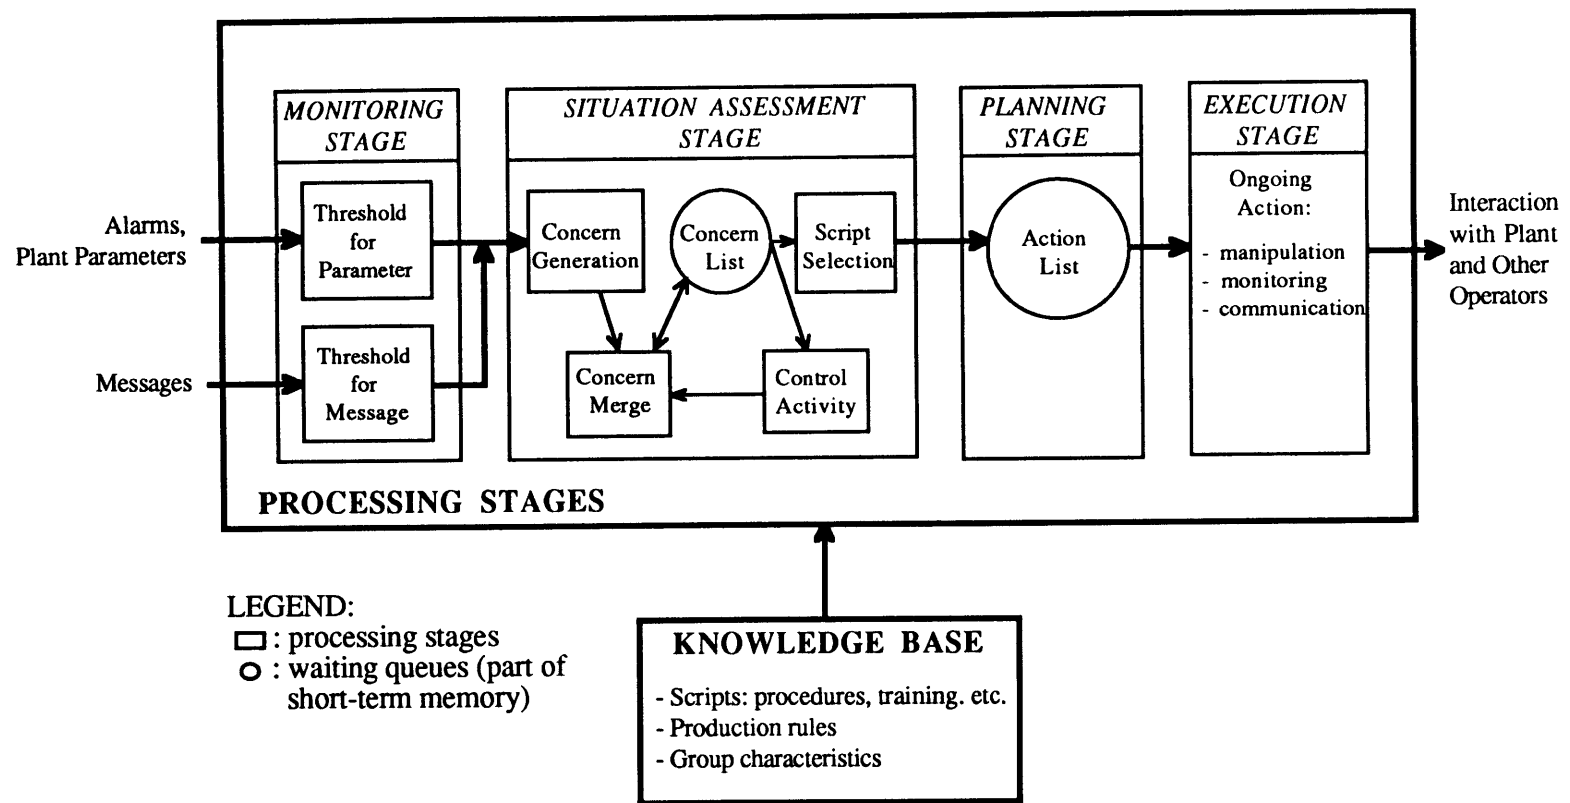 MONITORING
STAGE
SITUATION ASSESSMENT
STAGE
PLANNING
STAGE
EXECUTION
STAGE
Alarms,
Plant Parameters
Messages
Threshold
for
Parameter
Threshold
for
Message
Concern
Generation
Concern
List
Script
Selection
Concern
Merge
Control
Activity
Action
List
Ongoing
Action:
- manipulation
- monitoring
- communication
Interaction
with Plant
and Other
Operators
PROCESSING STAGES
LEGEND:
: processing stages
: waiting queues (part of
short-term memory)
KNOWLEDGE BASE
- Scripts: procedures, training. etc.
- Production rules
- Group characteristics